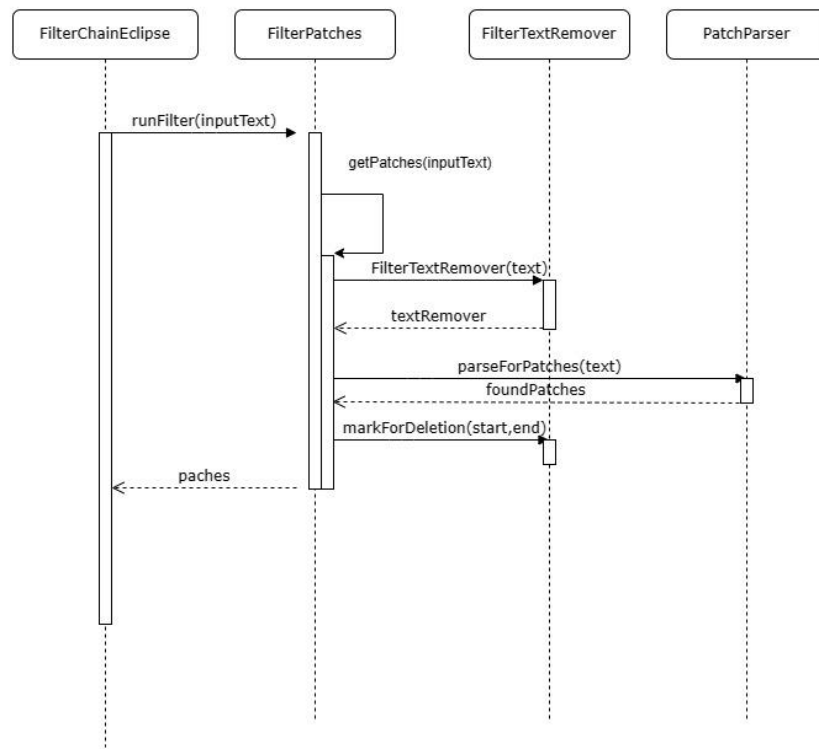 FilterChainEclipse
FilterPatches
FilterTextRemover
PatchParser
runFilter(inputText)
getPatches(inputText)
FilterTextRemover(text)
textRemover
parseForPatches(text)
foundPatches
markForDeletion(start,end)
paches